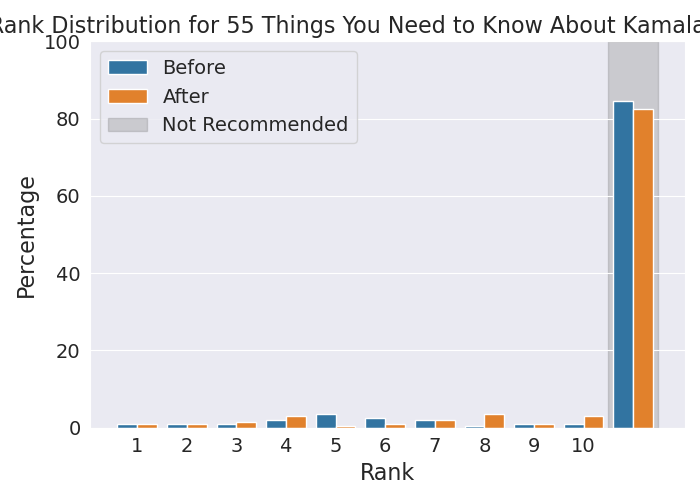 Rank Distribution for 55 Things You Need to Know About Kamala
100
80
60
40
20
0
Percentage
Before
After
Not Recommended
1 2 3 4 5 6 7 8 9 10
Rank